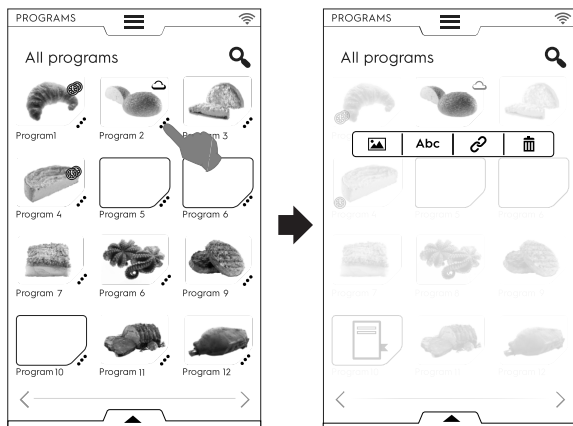 PROGRAMS
All programs
Program1 Program 2 m 3
Program 4 Program 5 Program 6
Program 7 Program 6 Program 9
Program 10 Program 11 Program 12
PROGRAMS
All programs
Abc